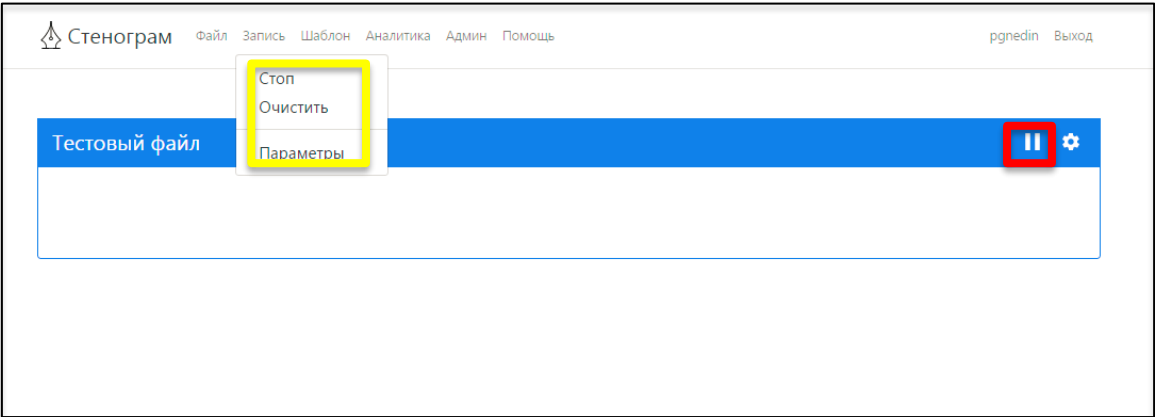 Стенограм Файл Запись Шаблон Аналитика Админ Помощь pgnedin Выход
Стоп
Очистить
Тестовый файл
Параметры